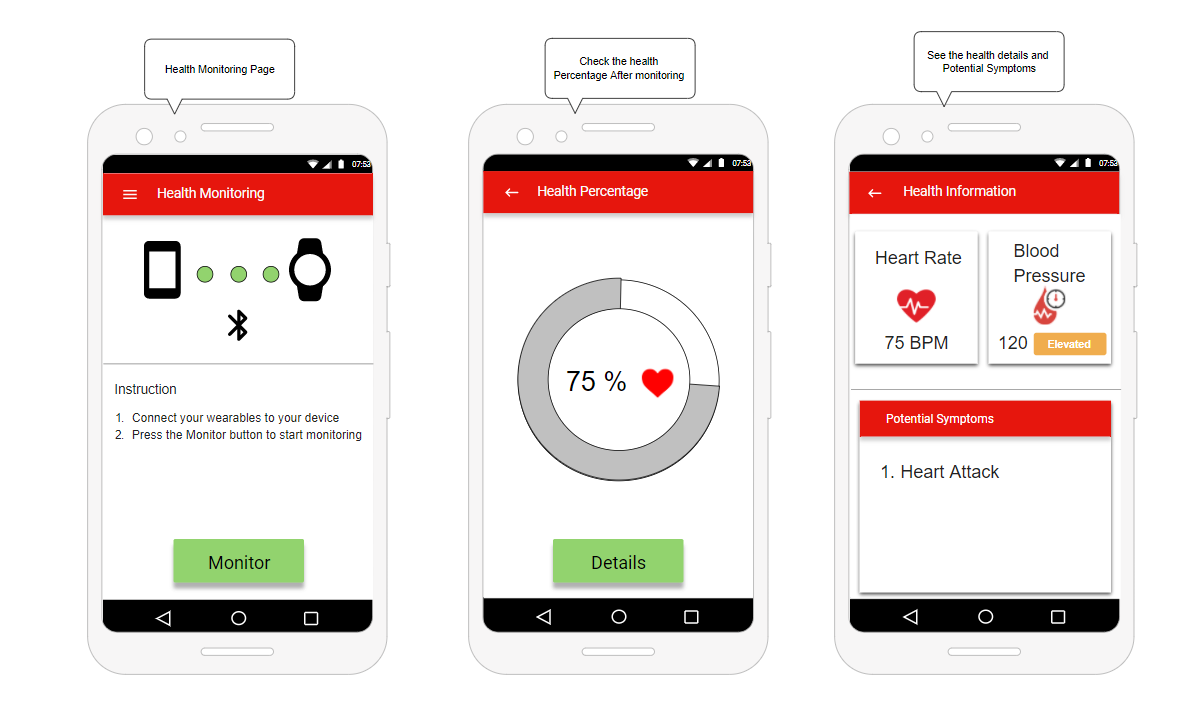 Health Monitoring Page
07:53
Health Monitoring
Instruction
1. Connect your wearables to your device
2. Press the Monitor button to start monitoring
Monitor
Check the health
Percentage After monitoring
07:53
Health Percentage
75 %
Details
See the health details and
Potential Symptoms
07:53
Health Information
Heart Rate
75 BPM
Blood
Pressure
120 Elevated
Potential Symptoms
1. Heart Attack